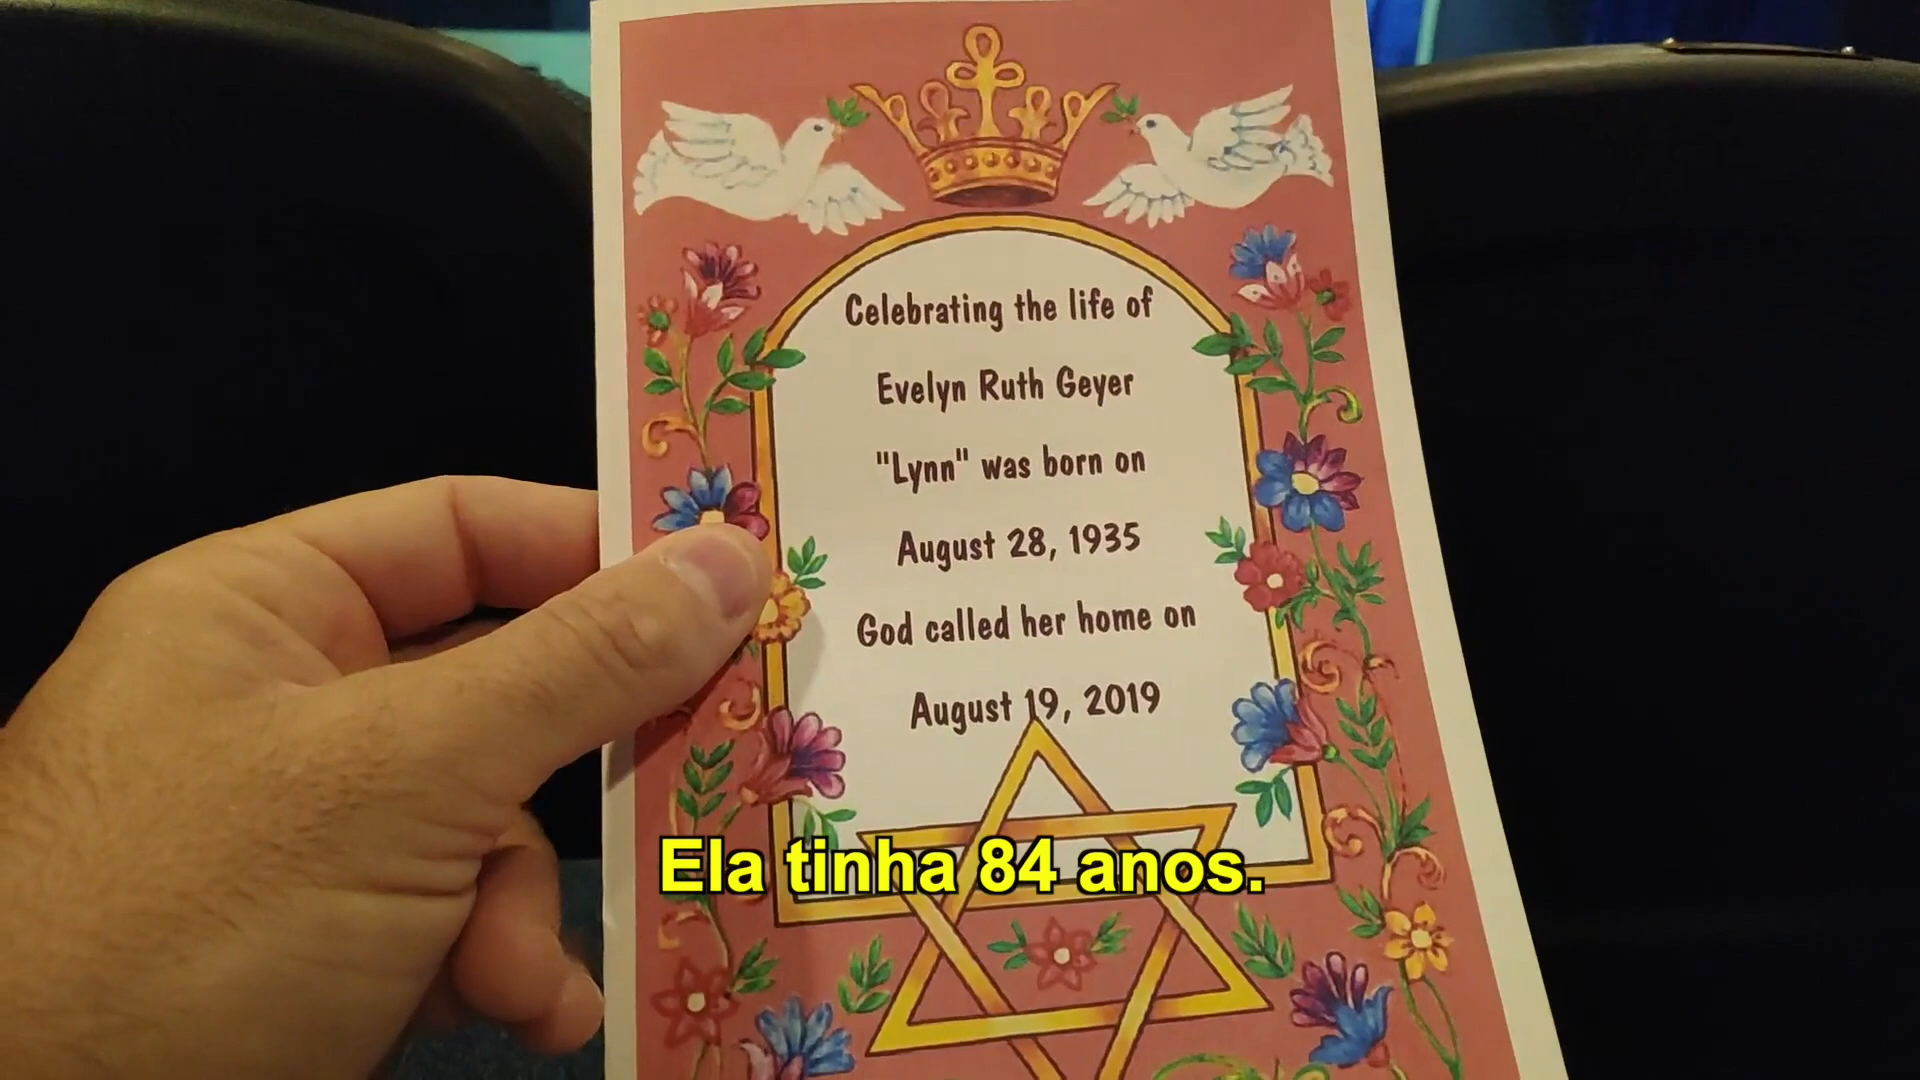 Celebrating the life of
Evelyn Ruth Geyer
"Lynn" was born on
August 28, 1935
God called her home on
August 19, 2019
Ela tinha 84 anos.